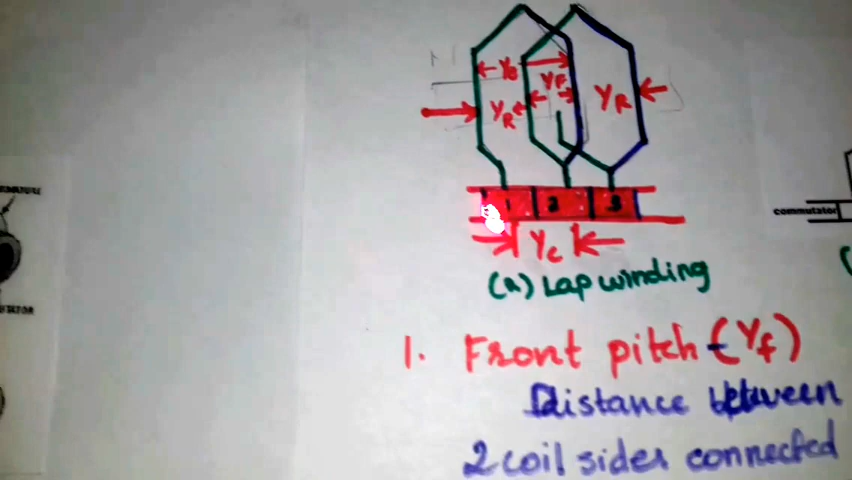 YB
YF
YR
YR
1 2 3
YC
(a) Lap winding
commutator
1. Front pitch (Yf)
Distance between
2 coil sides connected